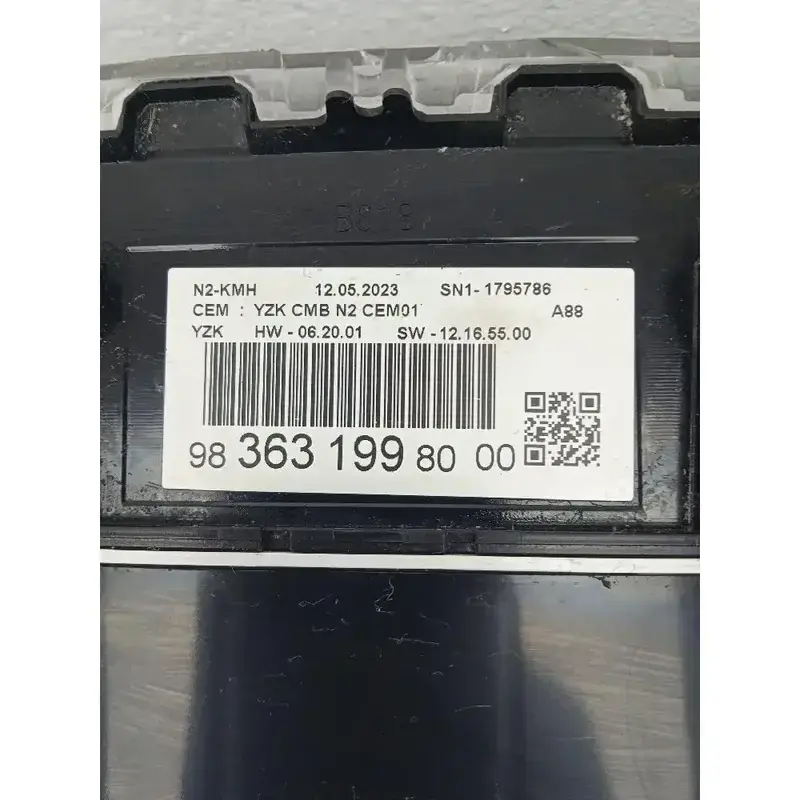 N2-KMH 12.05.2023 SN1- 1795786
CEM : YZK CMB N2 CEM01 A88
YZK HW - 06.20.01 SW - 12.16.55.00
98 363 199 80 00